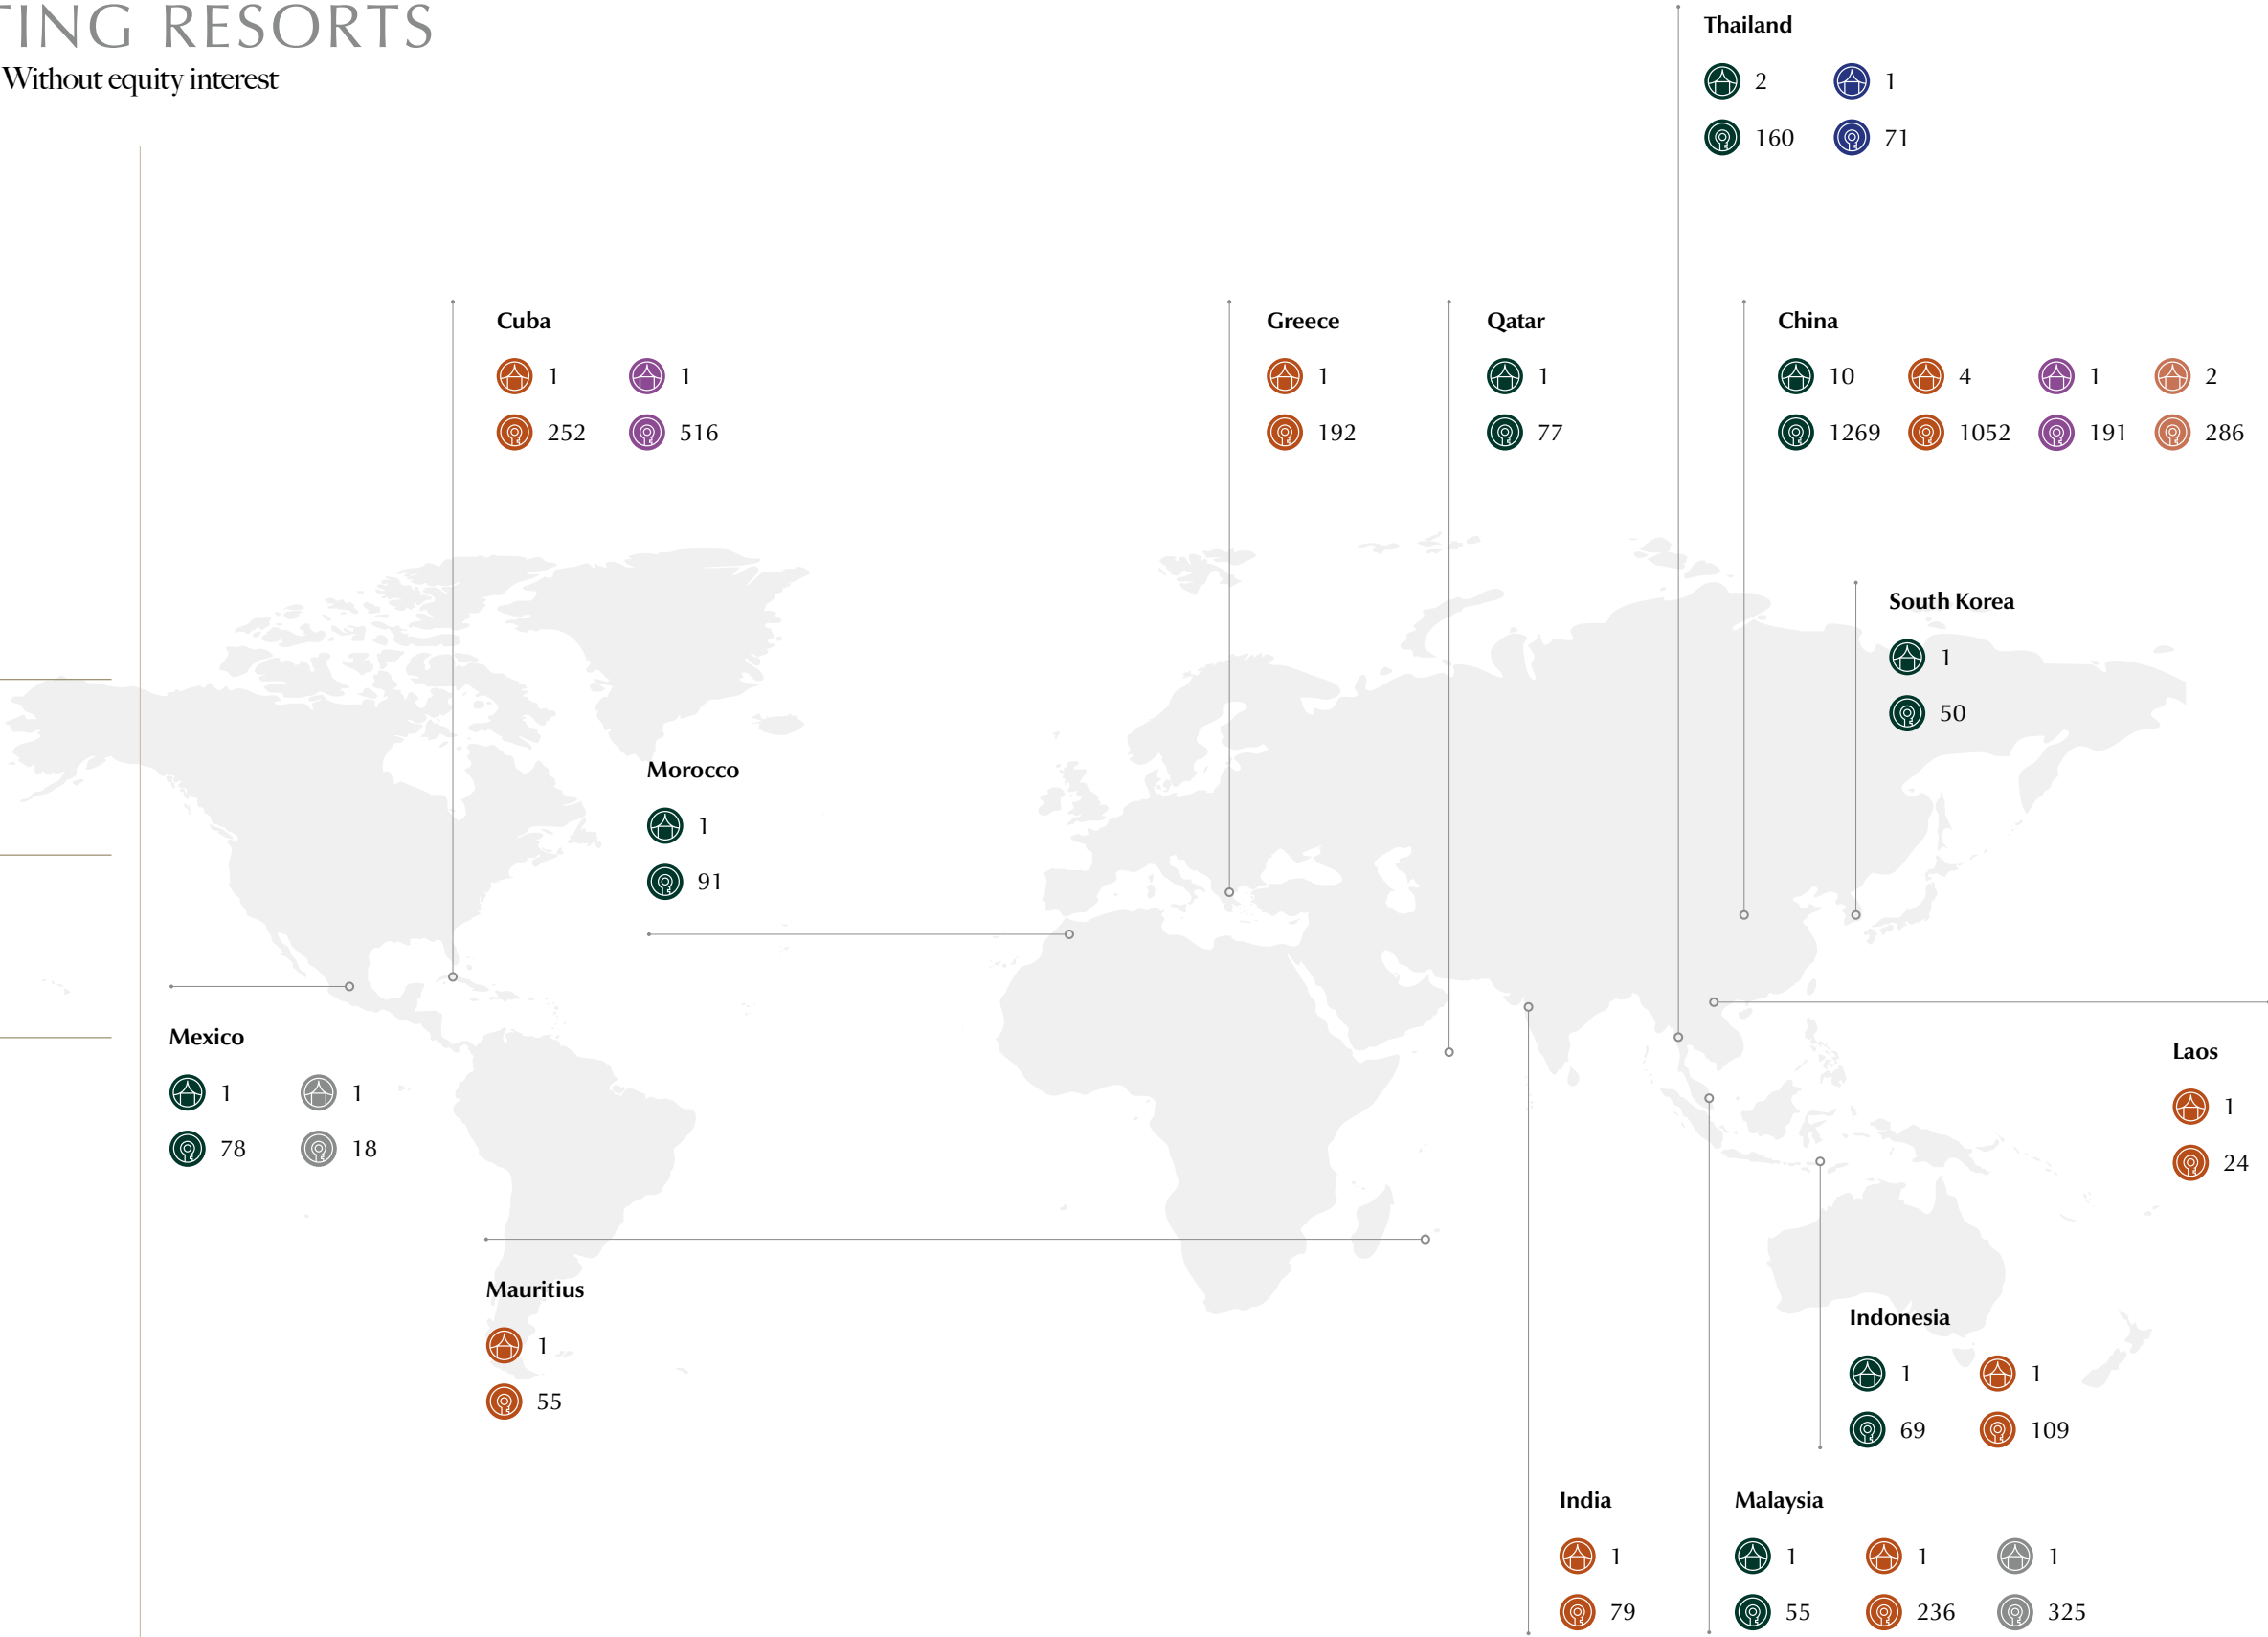 TING RESORTS
Without equity interest
Thailand
2 1
160 71
Cuba
1 1
252 516
Greece
1
192
Qatar
1
77
China
10 4 1 2
1269 1052 191 286
South Korea
1
50
Morocco
1
91
Mexico
1 1
78 18
Laos
1
24
Mauritius
1
55
Indonesia
1 1
69 109
India
1
79
Malaysia
1 1 1
55 236 325